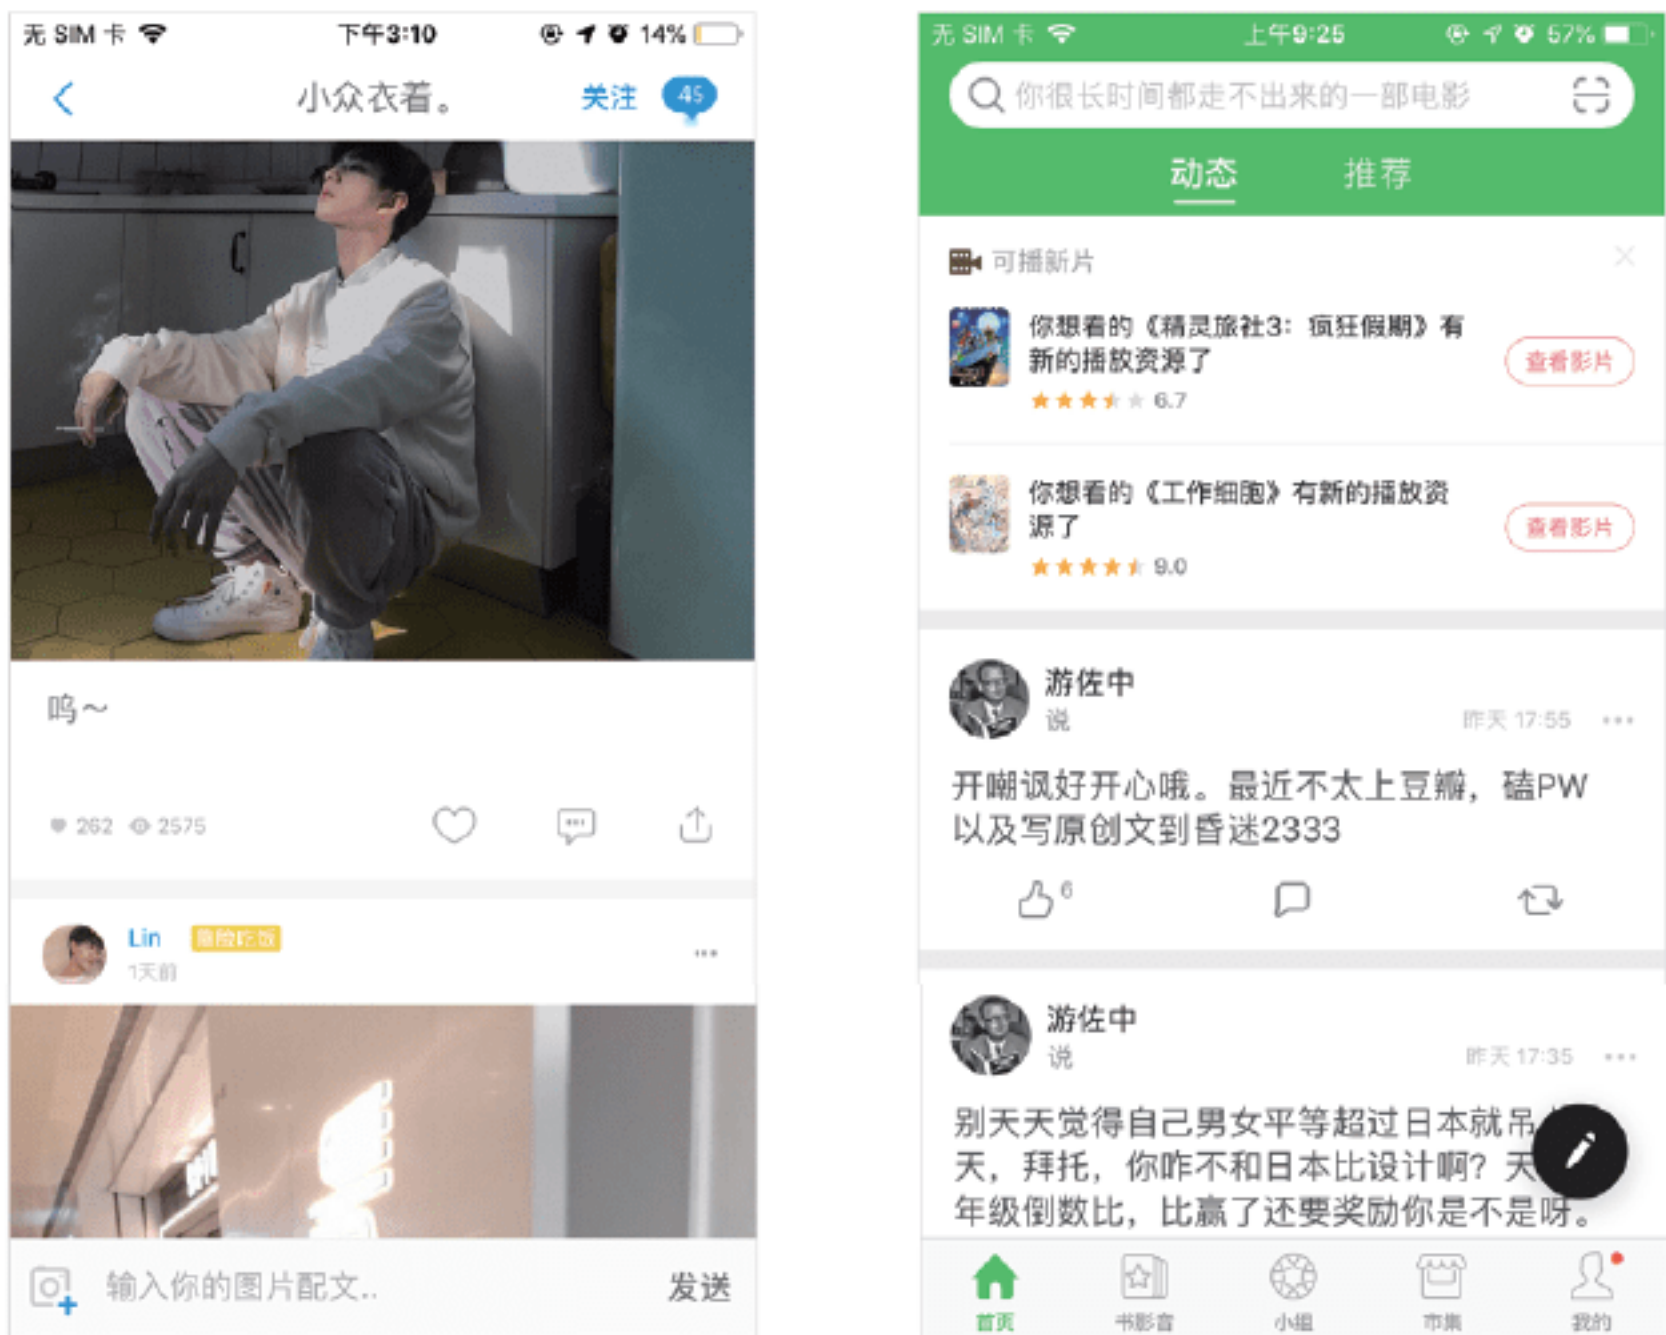 无 SIM 卡
下午3:10
14%
小众衣着。
关注
45
呜～
262
2575
Lin
靠脸吃饭
1天前
输入你的图片配文..
发送
无 SIM 卡
上午9:25
57%
你很长时间都走不出来的一部电影
动态
推荐
可播新片
你想看的《精灵旅社3：疯狂假期》有
新的播放资源了
查看影片
6.7
你想看的《工作细胞》有新的播放资
源了
查看影片
9.0
游佐中
说
昨天 17:55
开嘲讽好开心哦。最近不太上豆瓣，磕PW
以及写原创文到昏迷2333
6
游佐中
说
昨天 17:35
别天天觉得自己男女平等超过日本就吊
天，拜托，你咋不和日本比设计啊？天
年级倒数比，比赢了还要奖励你是不是呀。
首页
书影音
小组
市集
我的